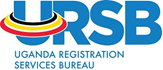 URSB
UGANDA REGISTRATION
SERVICES BUREAU